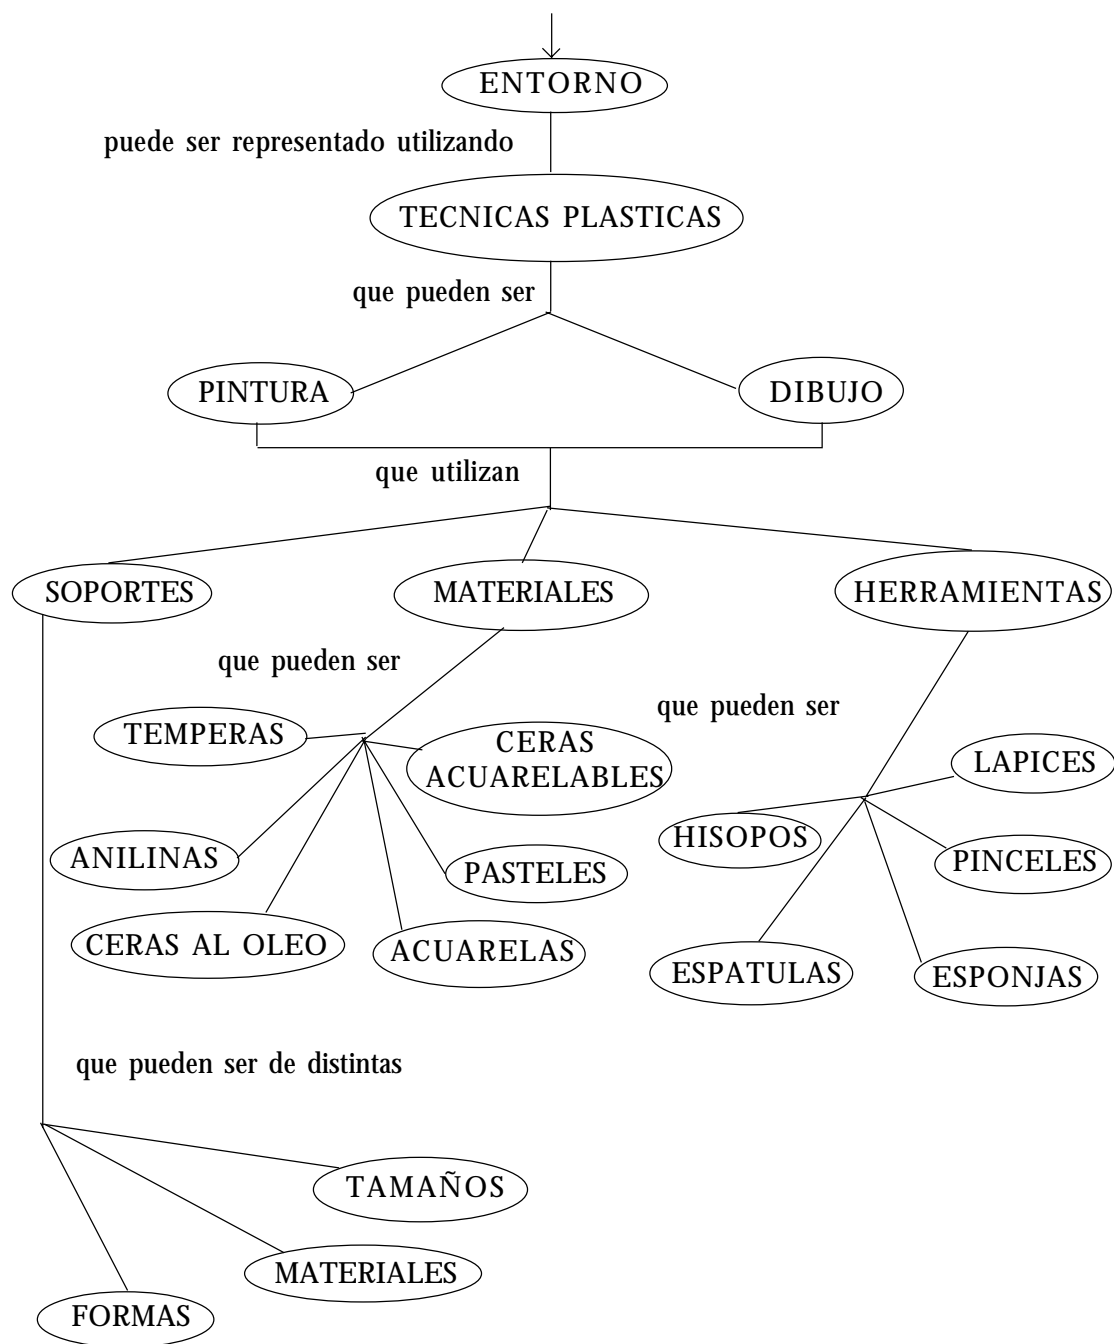 ENTORNO
puede ser representado utilizando
TECNICAS PLASTICAS
que pueden ser
PINTURA
DIBUJO
que utilizan
SOPORTES
MATERIALES
HERRAMIENTAS
que pueden ser
que pueden ser
TEMPERAS
CERAS
ACUARELABLES
LAPICES
HISOPOS
ANILINAS
PASTELES
PINCELES
CERAS AL OLEO
ACUARELAS
ESPATULAS
ESPONJAS
que pueden ser de distintas
TAMAÑOS
MATERIALES
FORMAS